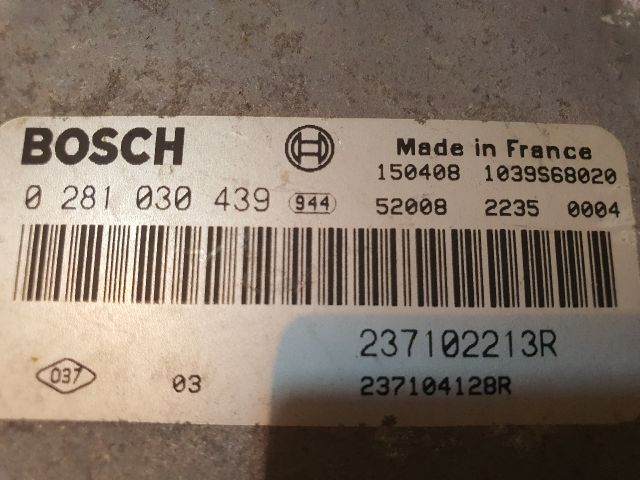 BOSCH
Made in France
150408 1039S68020
0 281 030 439 944 52008 2235 0004
237102213R
037 03 237104128R